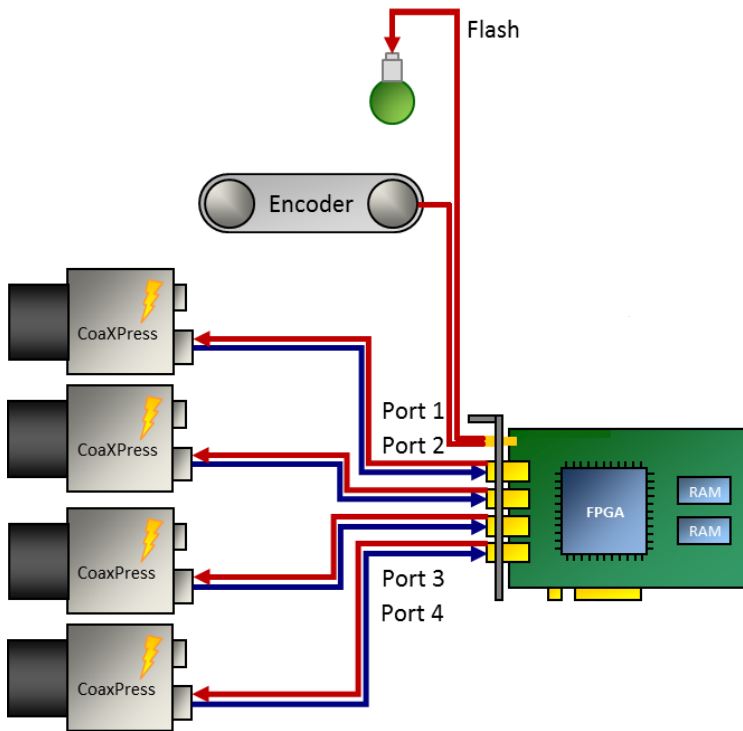 Flash
Encoder
CoaXPress
CoaXPress
CoaxPress
CoaxPress
Port 1
Port 2
Port 3
Port 4
FPGA
RAM
RAM